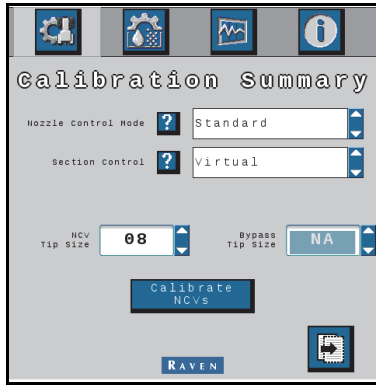 Calibration Summary
Nozzle Control Mode ? Standard
Section Control ? Virtual
NCV
Tip Size 08
Bypass
Tip Size NA
Calibrate
NCVs
RAVEN